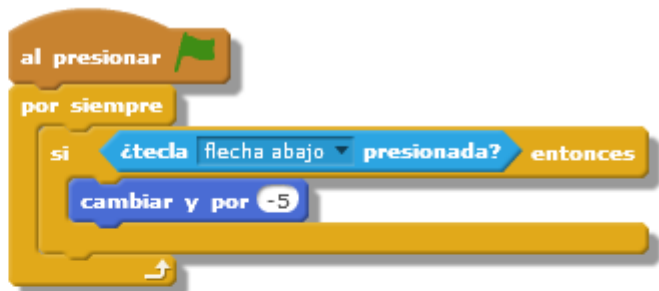 al presionar
por siempre
si ¿tecla flecha abajo presionada? entonces
cambiar y por -5